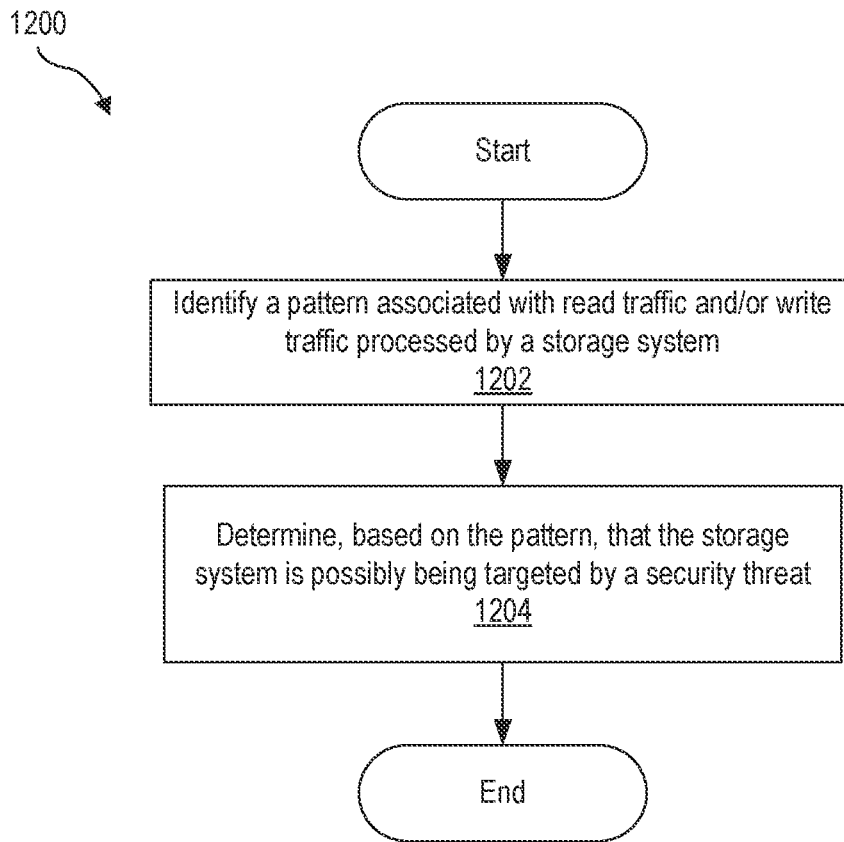 1200
Start
Identify a pattern associated with read traffic and/or write
traffic processed by a storage system
1202
Determine, based on the pattern, that the storage
system is possibly being targeted by a security threat
1204
End